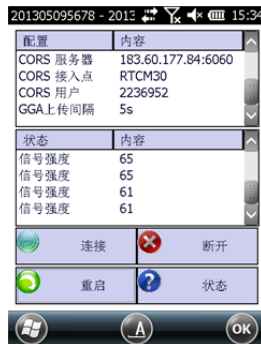 201305095678 - 2013 15:34
配置 内容
CORS 服务器 183.60.177.84:6060
CORS 接入点 RTCM30
CORS 用户 2236952
GGA上传间隔 5s
状态 内容
信号强度 65
信号强度 65
信号强度 61
信号强度 61
连接 断开
重启 状态
A OK